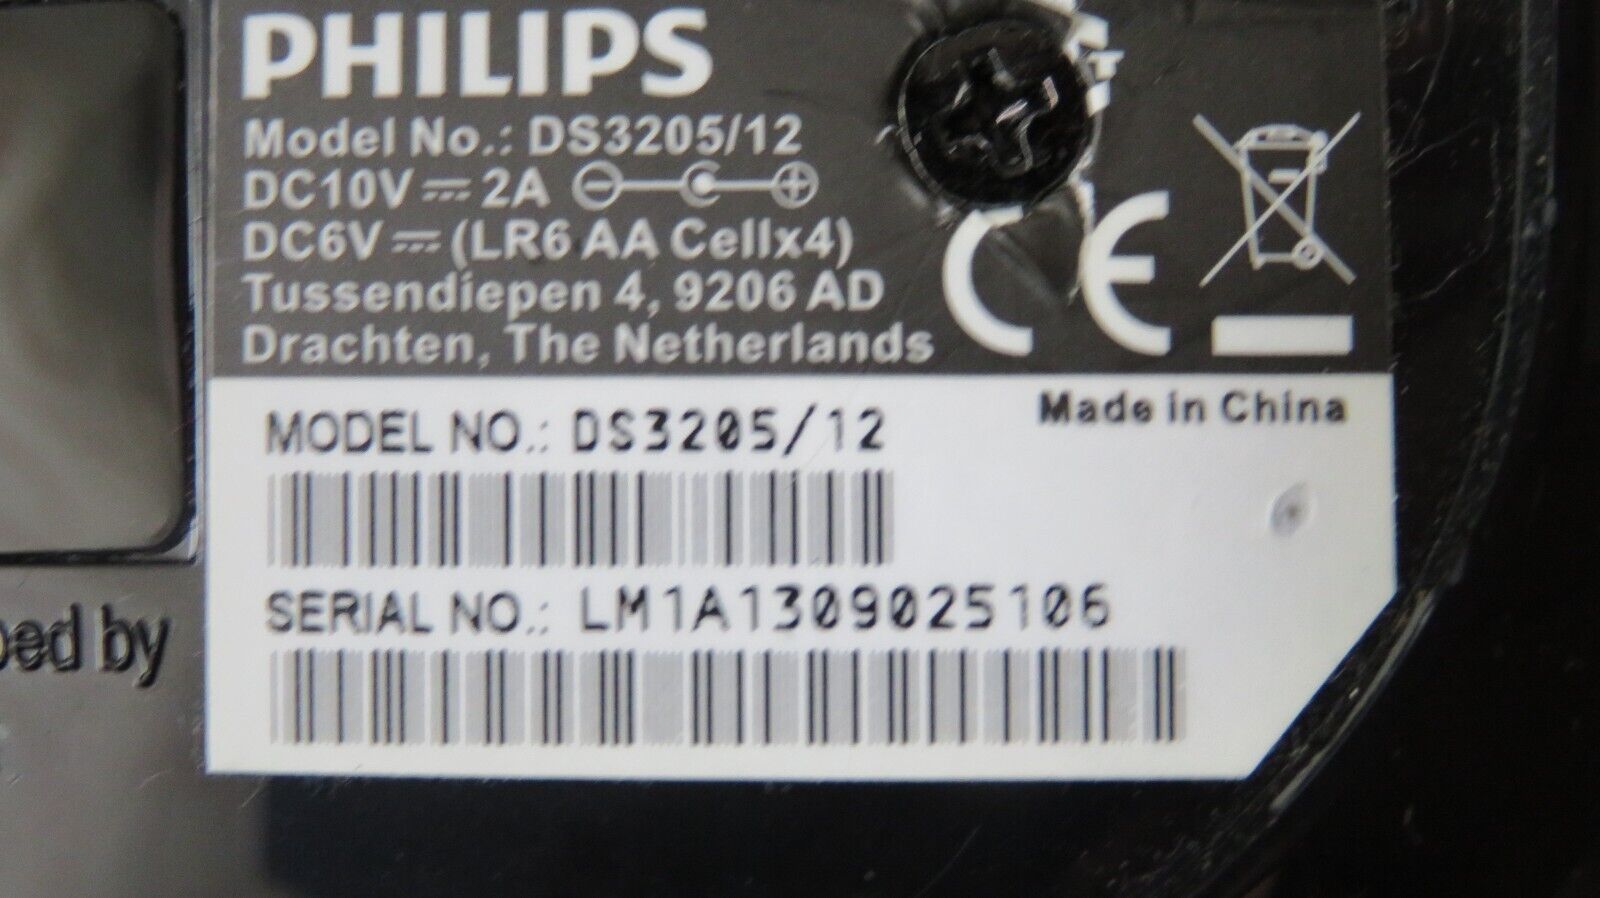 PHILIPS
Model No.: DS3205/12
DC10V ⎓ 2A
DC6V ⎓ (LR6 AA Cellx4)
Tussendiepen 4, 9206 AD
Drachten, The Netherlands
CE
Made in China
MODEL NO.: DS3205/12
SERIAL NO.: LM1A1309025106
by